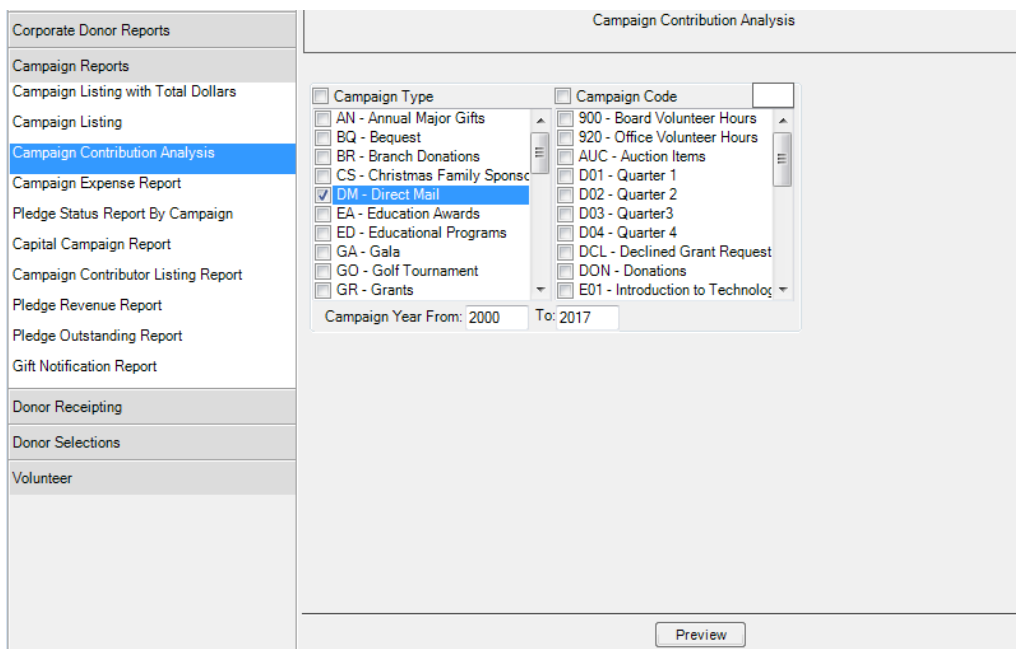 Corporate Donor Reports
Campaign Reports
Campaign Listing with Total Dollars
Campaign Listing
Campaign Contribution Analysis
Campaign Expense Report
Pledge Status Report By Campaign
Capital Campaign Report
Campaign Contributor Listing Report
Pledge Revenue Report
Pledge Outstanding Report
Gift Notification Report
Donor Receipting
Donor Selections
Volunteer
Campaign Contribution Analysis
Campaign Type
AN - Annual Major Gifts
BQ - Bequest
BR - Branch Donations
CS - Christmas Family Sponsc
DM - Direct Mail
EA - Education Awards
ED - Educational Programs
GA - Gala
GO - Golf Tournament
GR - Grants
Campaign Code
900 - Board Volunteer Hours
920 - Office Volunteer Hours
AUC - Auction Items
D01 - Quarter 1
D02 - Quarter 2
D03 - Quarter3
D04 - Quarter 4
DCL - Declined Grant Request
DON - Donations
E01 - Introduction to Technolog
Campaign Year From: 2000 To: 2017
Preview